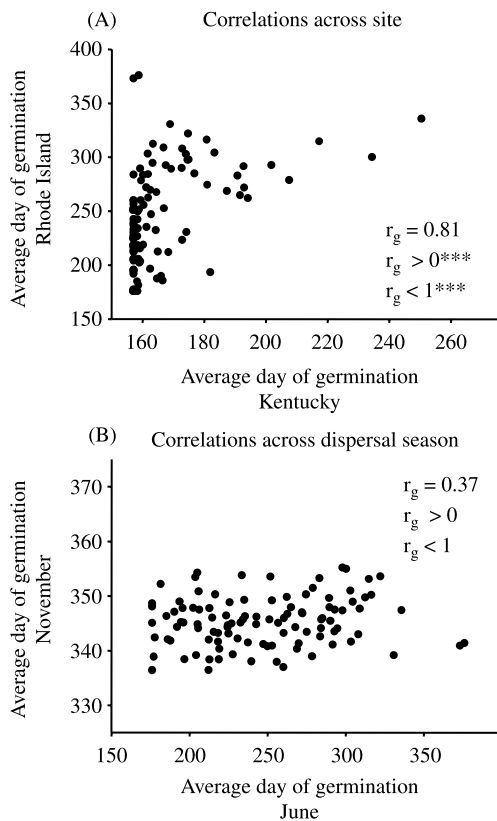 (A) Correlations across site
400
350
300
250
200
150
Average day of germination
Rhode Island
r_g = 0.81
r_g > 0***
r_g < 1***
160 180 200 220 240 260
Average day of germination
Kentucky
(B) Correlations across dispersal season
370
360
350
340
330
Average day of germination
November
r_g = 0.37
r_g > 0
r_g < 1
150 200 250 300 350
Average day of germination
June